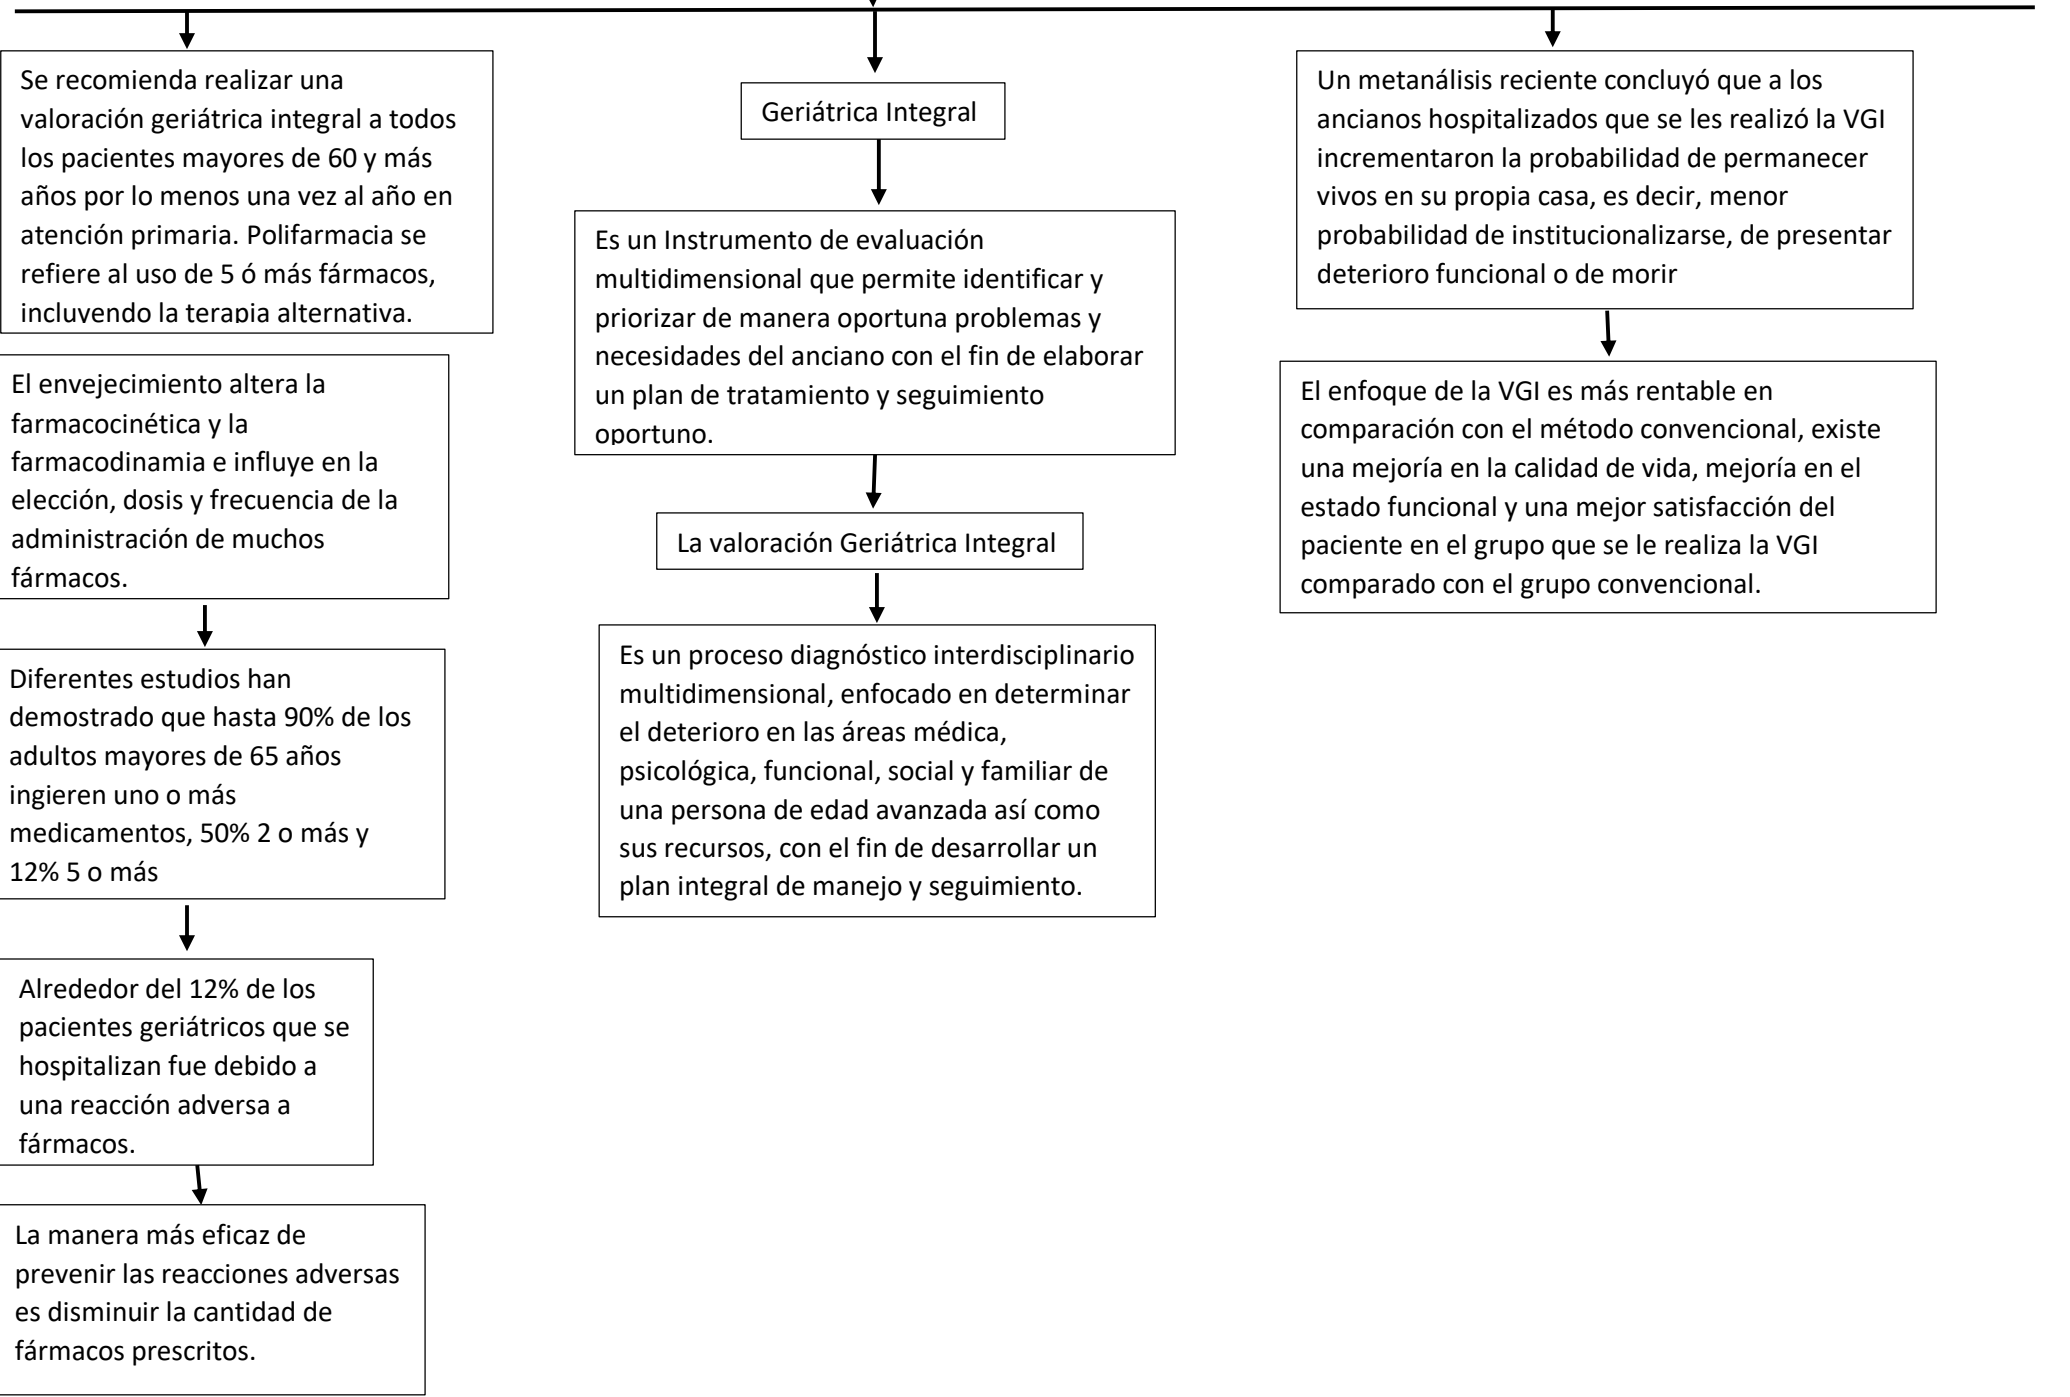 Se recomienda realizar una
valoración geriátrica integral a todos
los pacientes mayores de 60 y más
años por lo menos una vez al año en
atención primaria. Polifarmacia se
refiere al uso de 5 ó más fármacos,
incluyendo la terapia alternativa.
El envejecimiento altera la
farmacocinética y la
farmacodinamia e influye en la
elección, dosis y frecuencia de la
administración de muchos
fármacos.
Diferentes estudios han
demostrado que hasta 90% de los
adultos mayores de 65 años
ingieren uno o más
medicamentos, 50% 2 o más y
12% 5 o más
Alrededor del 12% de los
pacientes geriátricos que se
hospitalizan fue debido a
una reacción adversa a
fármacos.
La manera más eficaz de
prevenir las reacciones adversas
es disminuir la cantidad de
fármacos prescritos.
Geriátrica Integral
Es un Instrumento de evaluación
multidimensional que permite identificar y
priorizar de manera oportuna problemas y
necesidades del anciano con el fin de elaborar
un plan de tratamiento y seguimiento
oportuno.
La valoración Geriátrica Integral
Es un proceso diagnóstico interdisciplinario
multidimensional, enfocado en determinar
el deterioro en las áreas médica,
psicológica, funcional, social y familiar de
una persona de edad avanzada así como
sus recursos, con el fin de desarrollar un
plan integral de manejo y seguimiento.
Un metanálisis reciente concluyó que a los
ancianos hospitalizados que se les realizó la VGI
incrementaron la probabilidad de permanecer
vivos en su propia casa, es decir, menor
probabilidad de institucionalizarse, de presentar
deterioro funcional o de morir
El enfoque de la VGI es más rentable en
comparación con el método convencional, existe
una mejoría en la calidad de vida, mejoría en el
estado funcional y una mejor satisfacción del
paciente en el grupo que se le realiza la VGI
comparado con el grupo convencional.